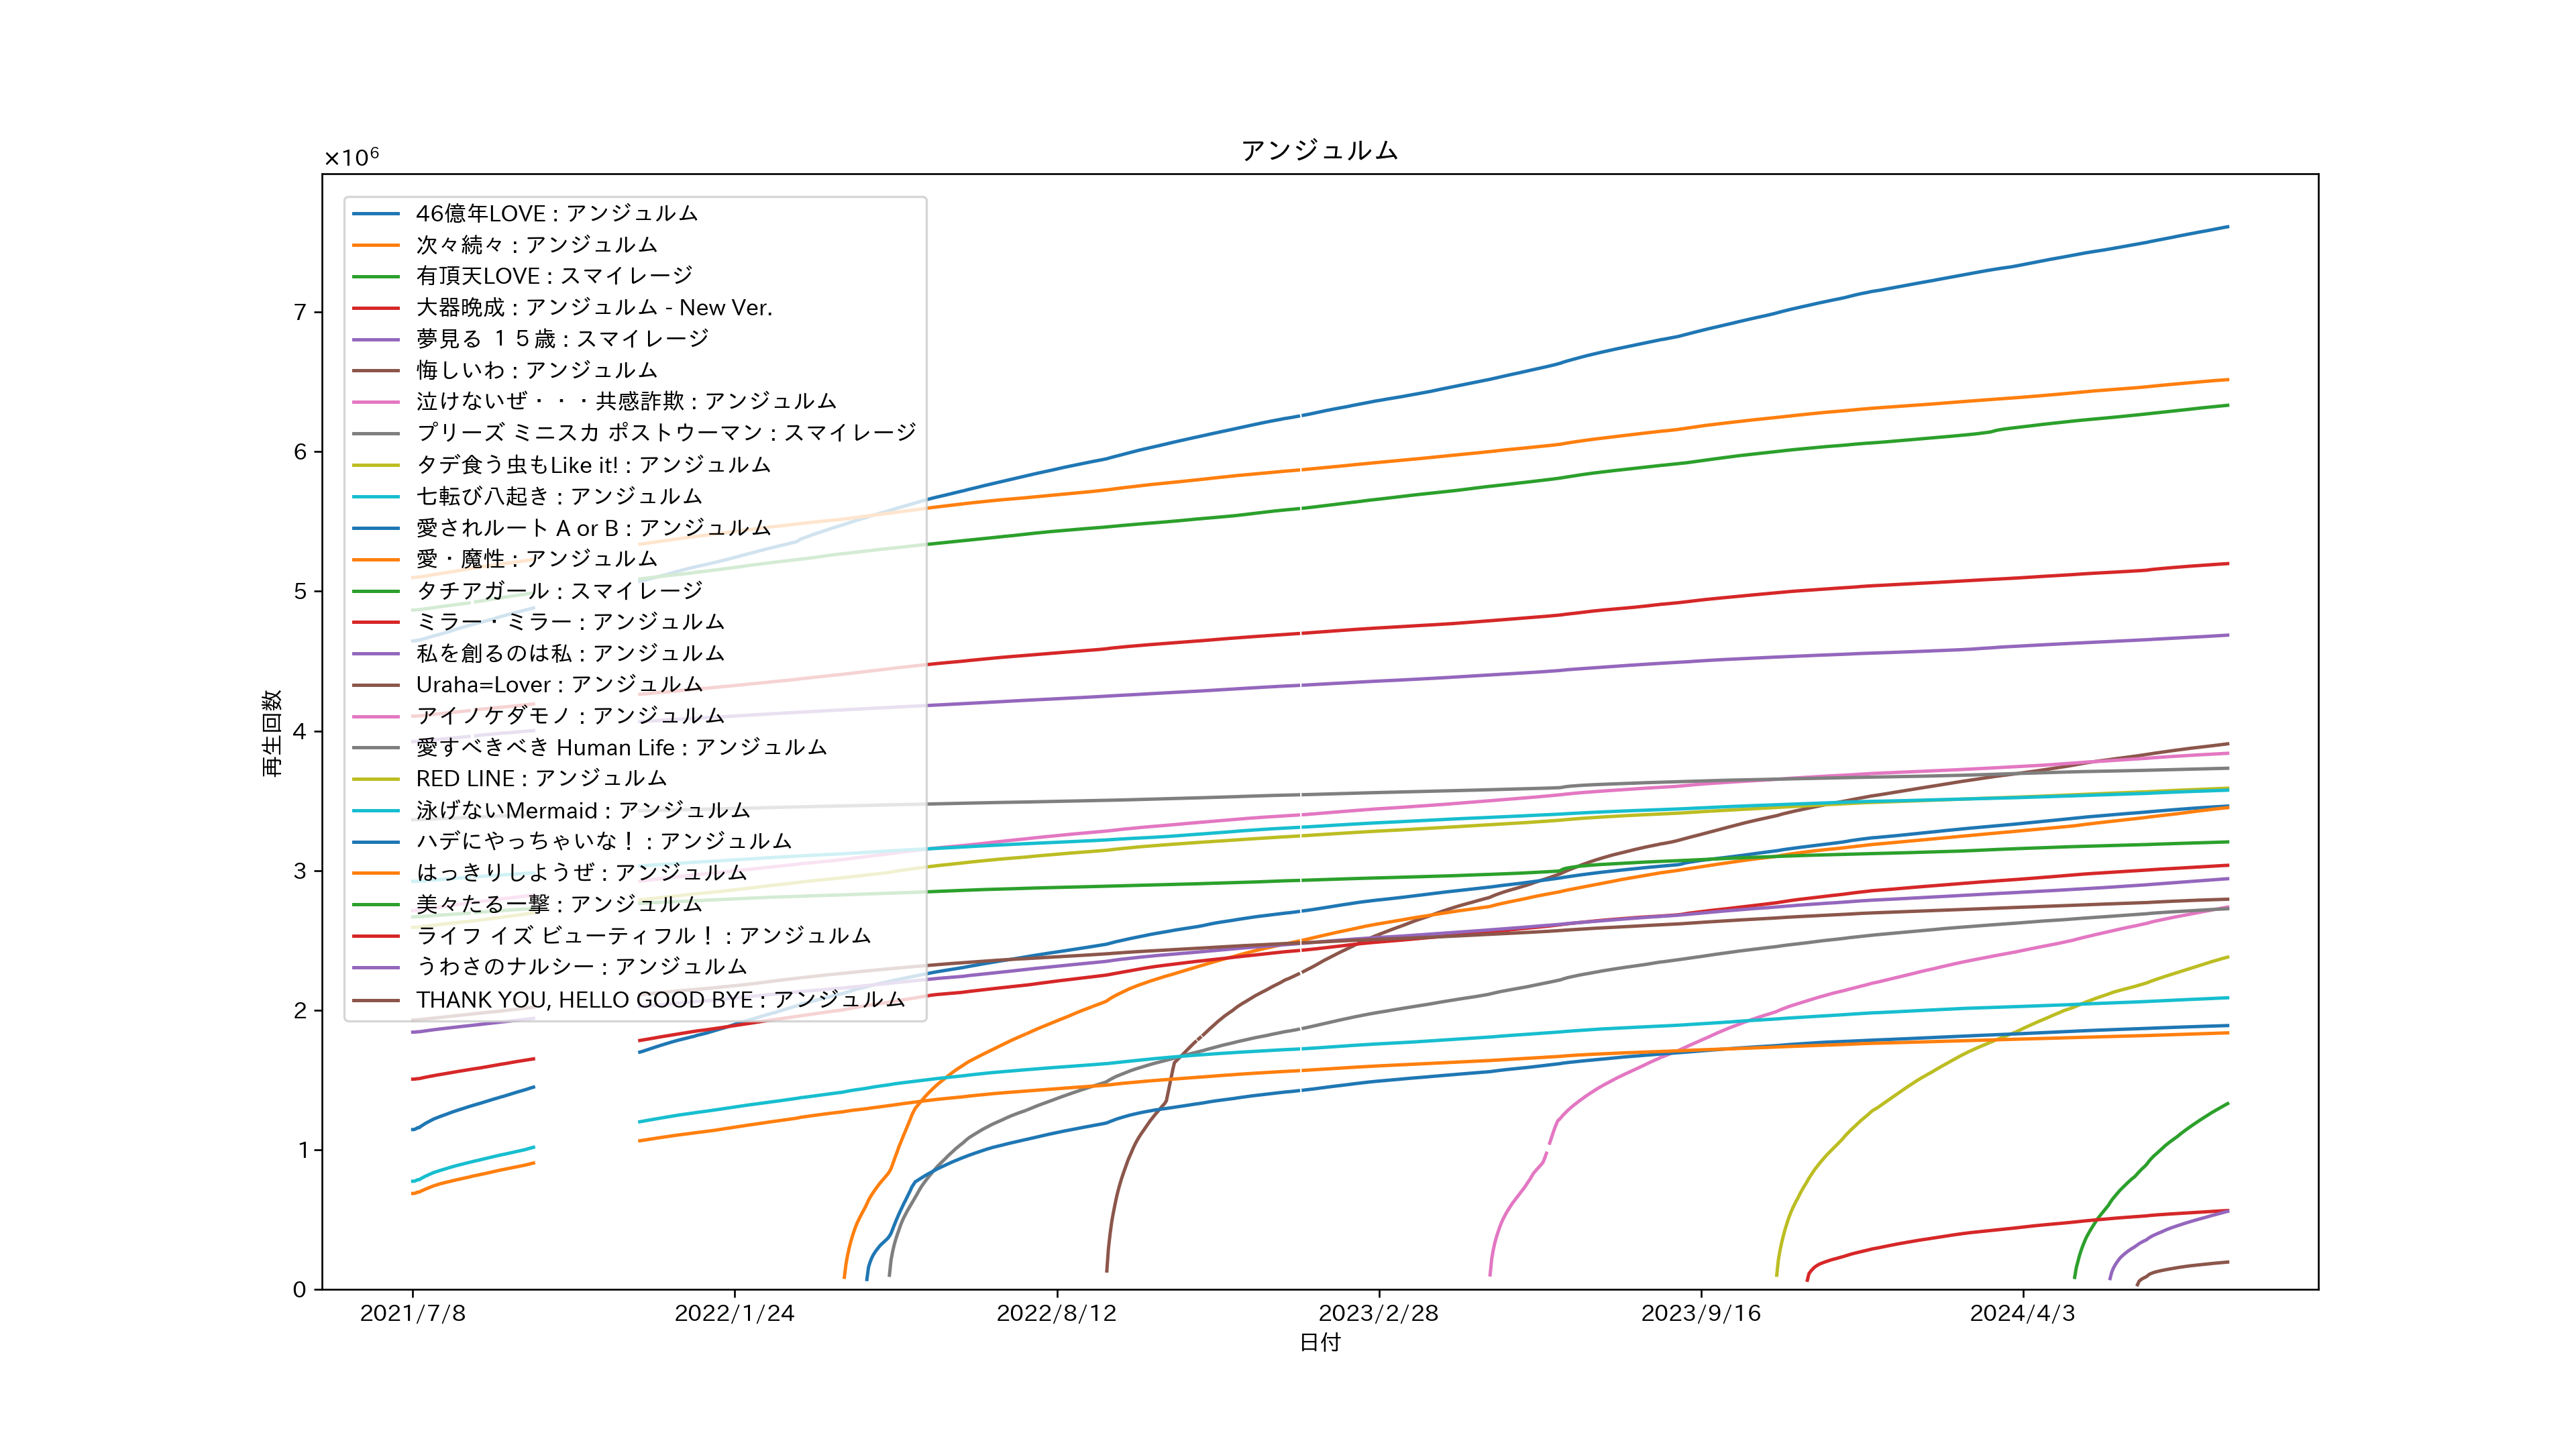 アンジュルム
×10⁶
46億年LOVE : アンジュルム
次々続々 : アンジュルム
有頂天LOVE : スマイレージ
大器晩成 : アンジュルム - New Ver.
夢見る １５歳 : スマイレージ
悔しいわ : アンジュルム
泣けないぜ・・・共感詐欺 : アンジュルム
プリーズ ミニスカ ポストウーマン : スマイレージ
タデ食う虫もLike it! : アンジュルム
七転び八起き : アンジュルム
愛されルート A or B : アンジュルム
愛・魔性 : アンジュルム
タチアガール : スマイレージ
ミラー・ミラー : アンジュルム
私を創るのは私 : アンジュルム
Uraha=Lover : アンジュルム
アイノケダモノ : アンジュルム
愛すべきべき Human Life : アンジュルム
RED LINE : アンジュルム
泳げないMermaid : アンジュルム
ハデにやっちゃいな！ : アンジュルム
はっきりしようぜ : アンジュルム
美々たる一撃 : アンジュルム
ライフ イズ ビューティフル！ : アンジュルム
うわさのナルシー : アンジュルム
THANK YOU, HELLO GOOD BYE : アンジュルム
7
6
5
4
3
2
1
0
再生回数
2021/7/8 2022/1/24 2022/8/12 2023/2/28 2023/9/16 2024/4/3
日付